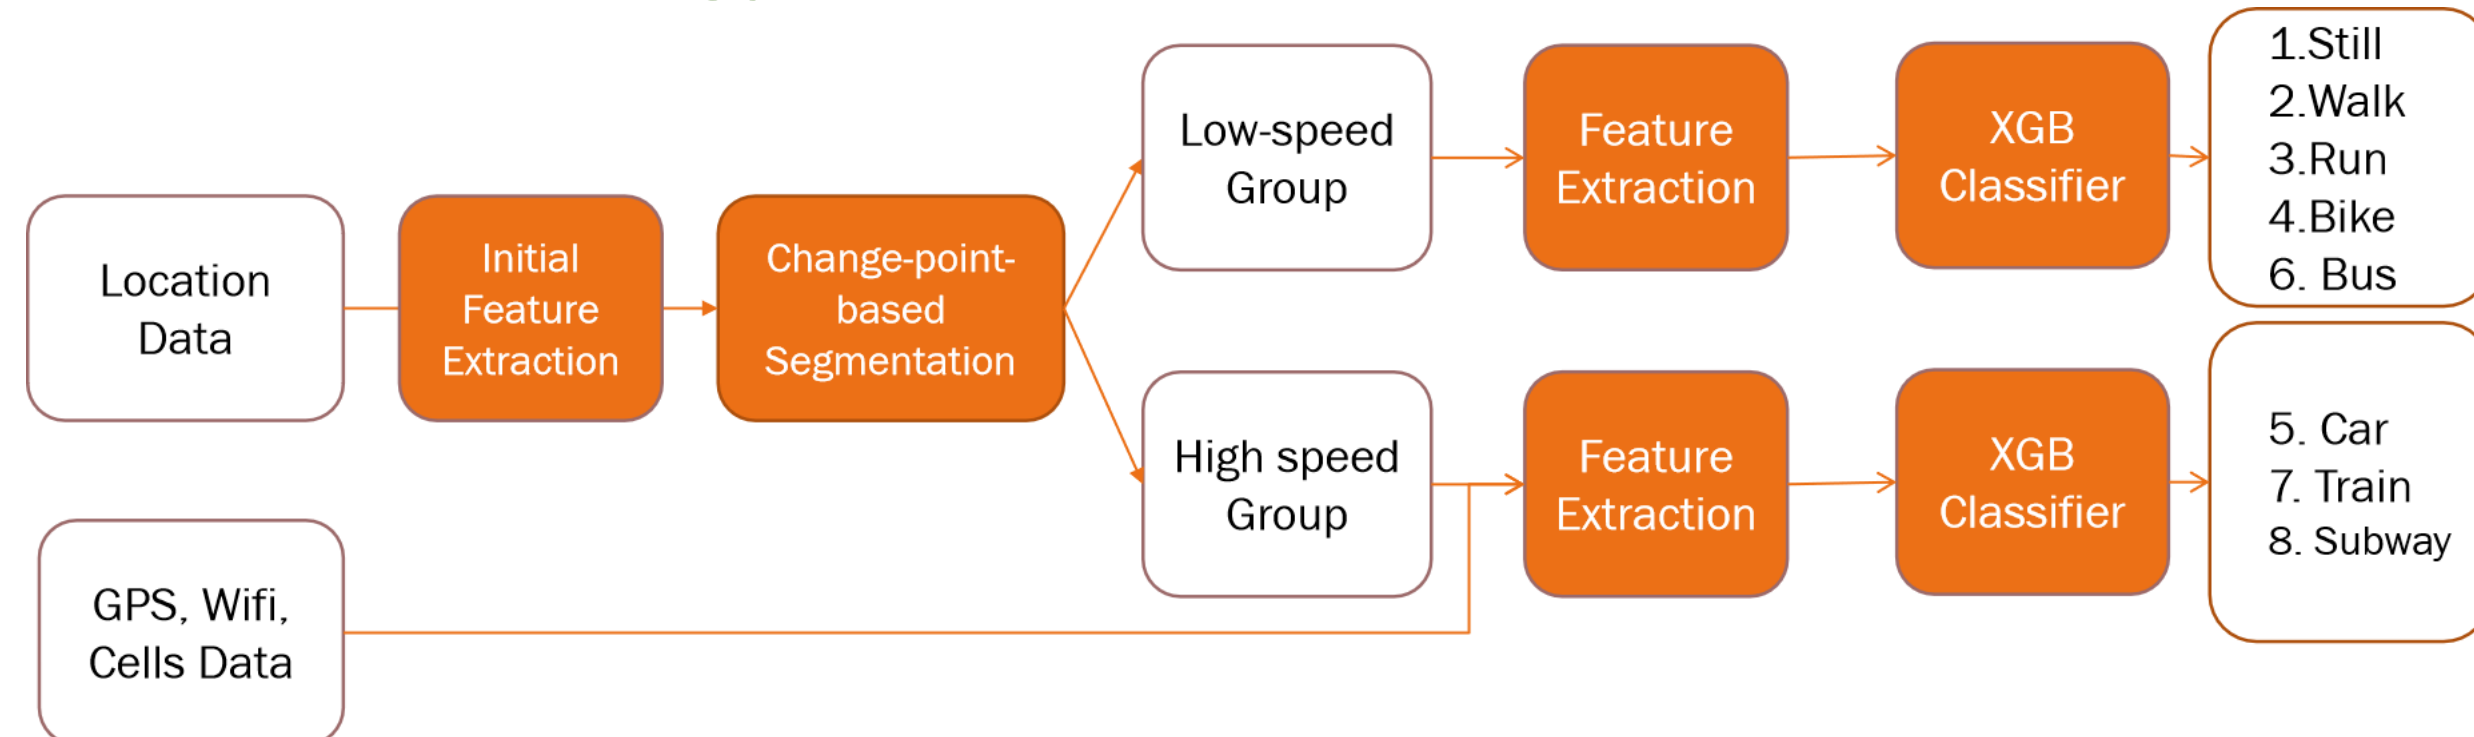 Location
Data
Initial
Feature
Extraction
Change-point-
based
Segmentation
Low-speed
Group
Feature
Extraction
XGB
Classifier
1.Still
2.Walk
3.Run
4.Bike
6. Bus
High speed
Group
Feature
Extraction
XGB
Classifier
5. Car
7. Train
8. Subway
GPS, Wifi,
Cells Data